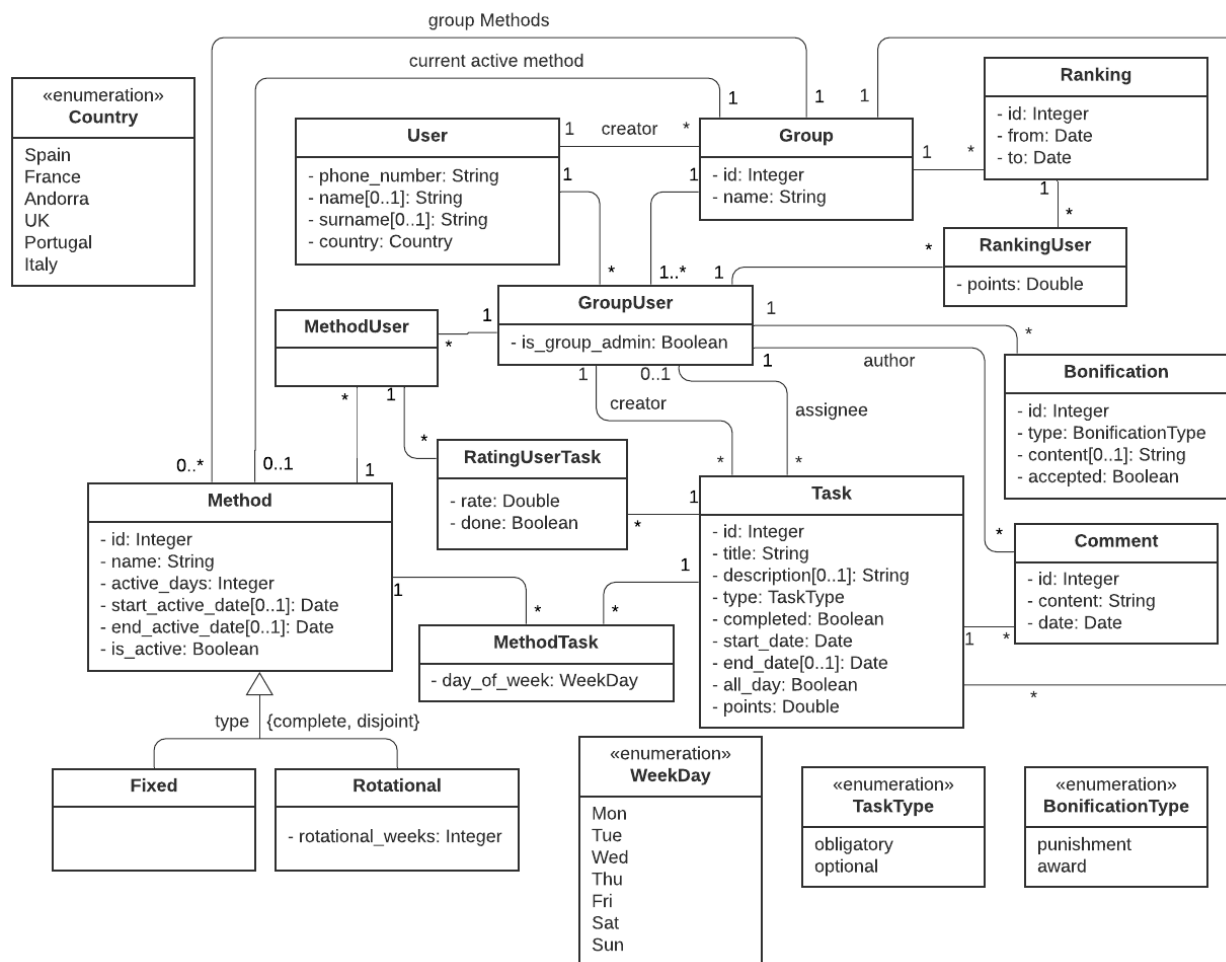 group Methods
current active method
«enumeration»
Country
Spain
France
Andorra
UK
Portugal
Italy
User
- phone_number: String
- name[0..1]: String
- surname[0..1]: String
- country: Country
1
creator
*
1
1
1
Group
- id: Integer
- name: String
1
*
Ranking
- id: Integer
- from: Date
- to: Date
1
*
1
1
*
1..*
1
*
RankingUser
- points: Double
GroupUser
- is_group_admin: Boolean
MethodUser
1
*
1
*
author
1
*
Bonification
- id: Integer
- type: BonificationType
- content[0..1]: String
- accepted: Boolean
1
0..1
creator
assignee
*
*
*
1
1
*
RatingUserTask
- rate: Double
- done: Boolean
1
*
0..*
0..1
Method
- id: Integer
- name: String
- active_days: Integer
- start_active_date[0..1]: Date
- end_active_date[0..1]: Date
- is_active: Boolean
Task
- id: Integer
- title: String
- description[0..1]: String
- type: TaskType
- completed: Boolean
- start_date: Date
- end_date[0..1]: Date
- all_day: Boolean
- points: Double
Comment
- id: Integer
- content: String
- date: Date
1
*
1
*
1
*
*
MethodTask
- day_of_week: WeekDay
type
{complete, disjoint}
Fixed
Rotational
- rotational_weeks: Integer
«enumeration»
WeekDay
Mon
Tue
Wed
Thu
Fri
Sat
Sun
«enumeration»
TaskType
obligatory
optional
«enumeration»
BonificationType
punishment
award